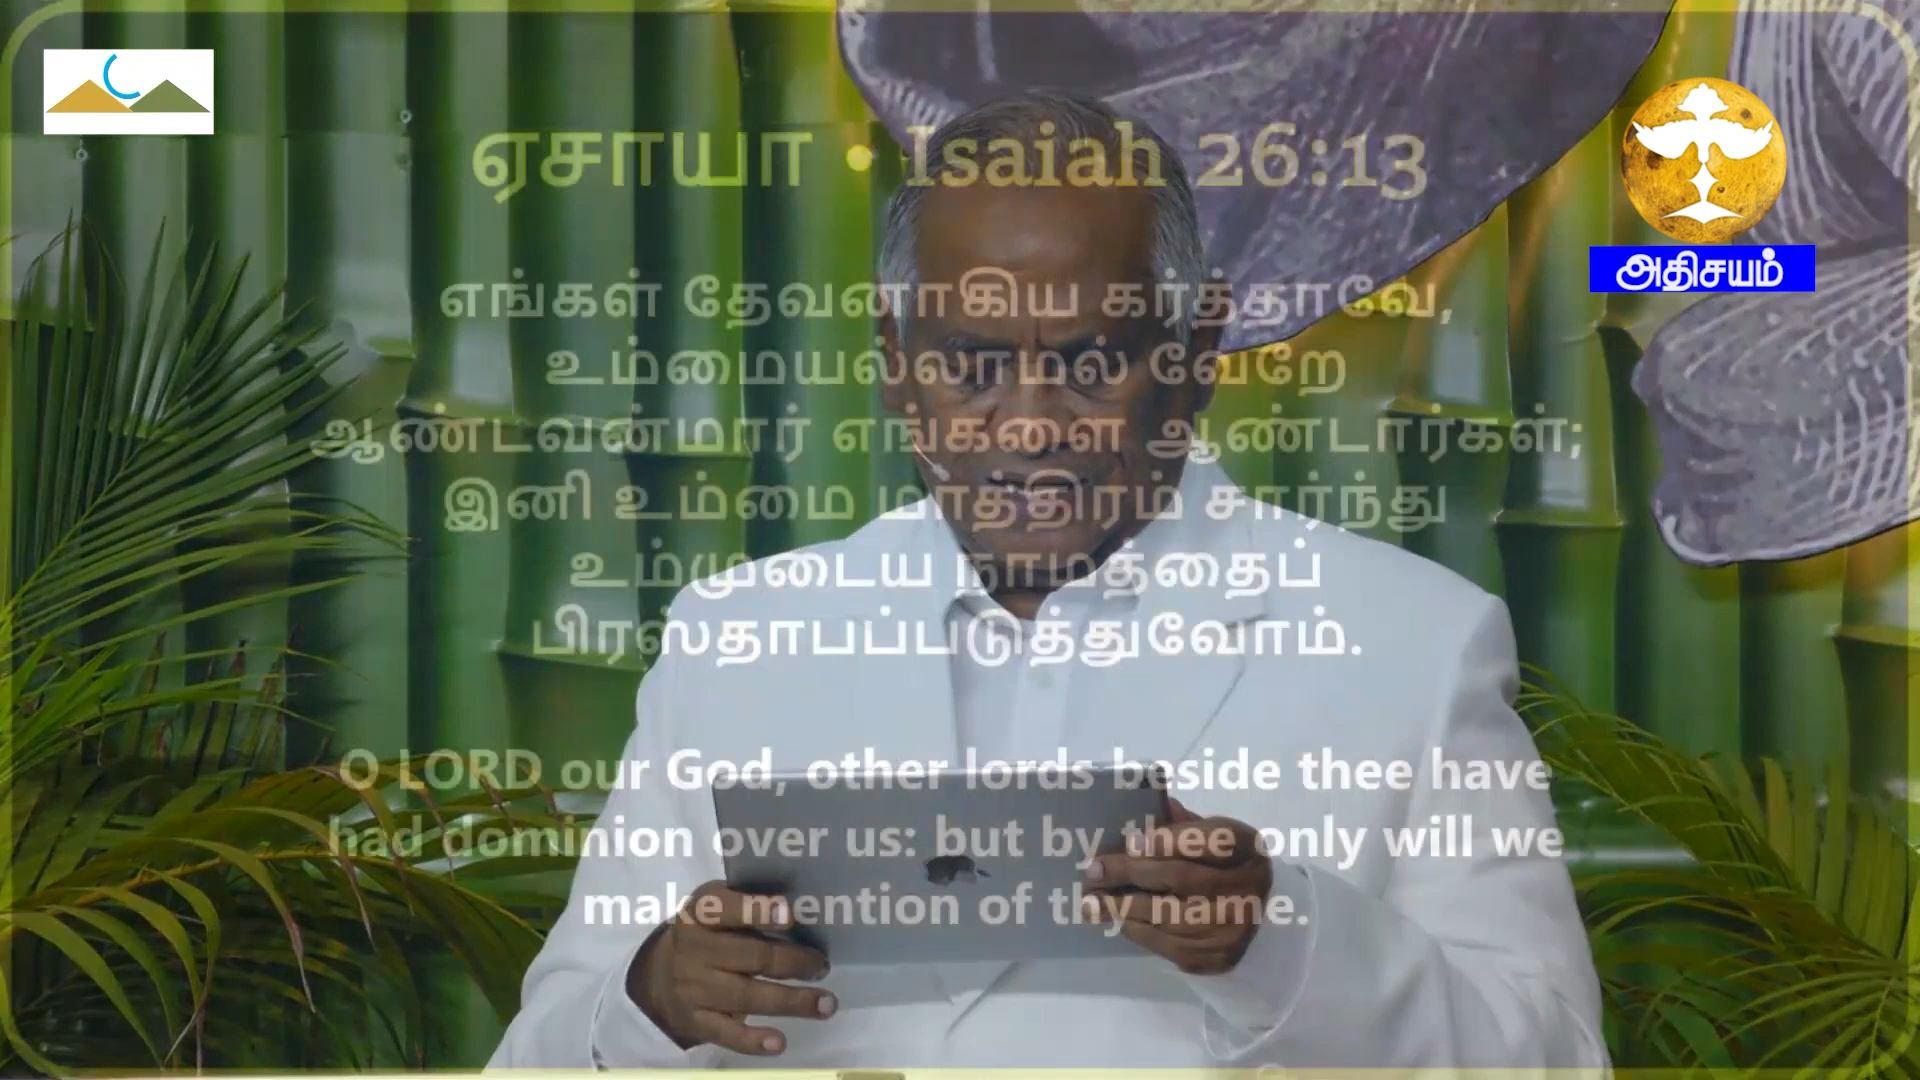 ஏசாயா • Isaiah 26:13
அதிசயம்
எங்கள் தேவனாகிய கர்த்தாவே,
உம்மையல்லாமல் வேறே
ஆண்டவன்மார் எங்களை ஆண்டார்கள்;
இனி உம்மை மாத்திரம் சார்ந்து
உம்முடைய நாமத்தைப்
பிரஸ்தாபப்படுத்துவோம்.
O LORD our God, other lords beside thee have
had dominion over us: but by thee only will we
make mention of thy name.